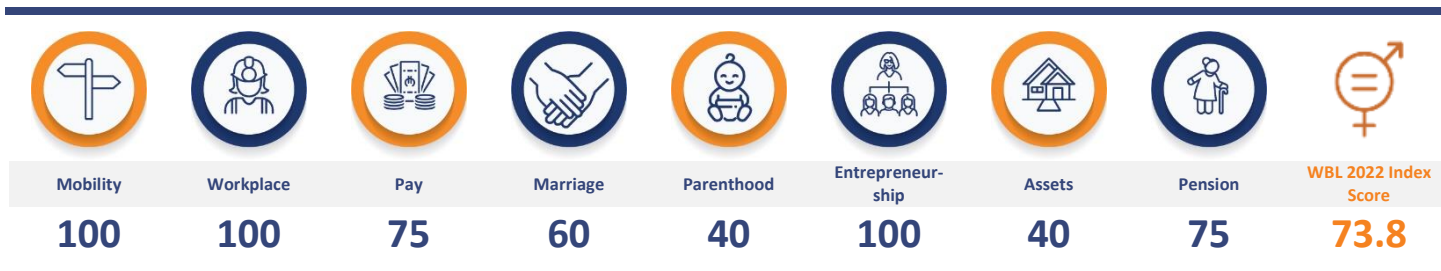 Mobility
Workplace
Pay
Marriage
Parenthood
Entrepreneur-
ship
Assets
Pension
WBL 2022 Index
Score
100
100
75
60
40
100
40
75
73.8